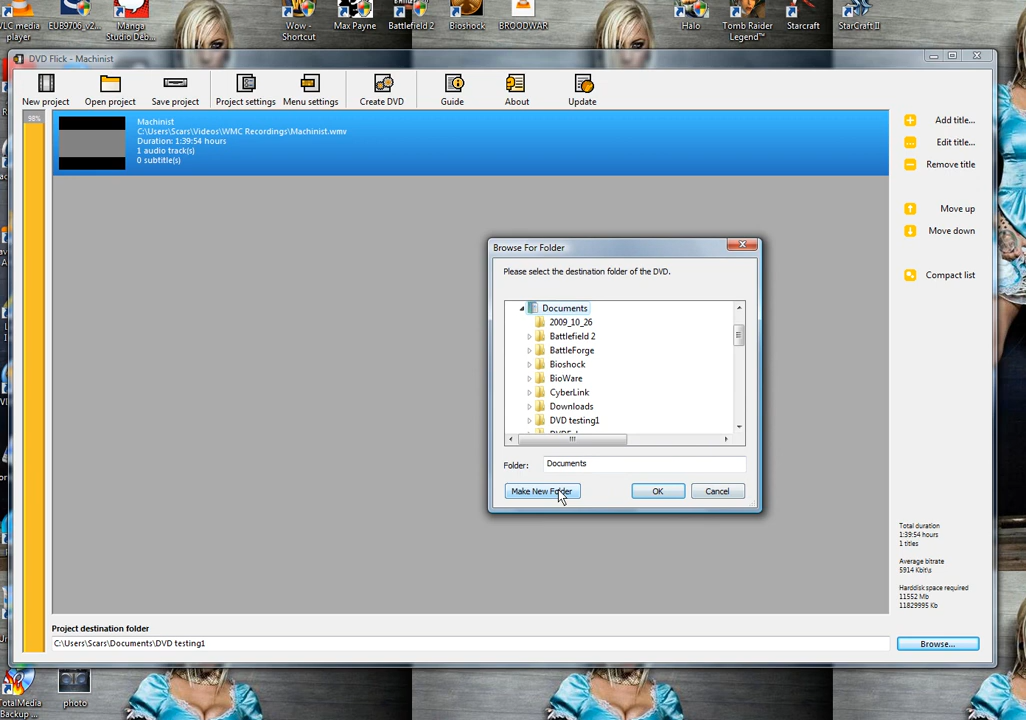 VLC media
player
EUB9706_v2...
Manga
Studio Deb...
Wow -
Shortcut
Max Payne
Battlefield 2
Bioshock
BROODWAR
Halo
Tomb Raider
Legend™
Starcraft
StarCraft II
DVD Flick - Machinist
New project
Open project
Save project
Project settings
Menu settings
Create DVD
Guide
About
Update
98%
Machinist
C:\Users\Scars\Videos\WMC Recordings\Machinist.wmv
Duration: 1:39:54 hours
1 audio track(s)
0 subtitle(s)
Add title...
Edit title...
Remove title
Move up
Move down
Compact list
Browse For Folder
Please select the destination folder of the DVD.
Documents
2009_10_26
Battlefield 2
BattleForge
Bioshock
BioWare
CyberLink
Downloads
DVD testing1
Folder:
Documents
Make New Folder
OK
Cancel
Total duration
1:39:54 hours
1 titles
Average bitrate
5914 Kbit\s
Harddisk space required
11552 Mb
11829995 Kb
Project destination folder
C:\Users\Scars\Documents\DVD testing1
Browse...
TotalMedia
Backup ...
photo